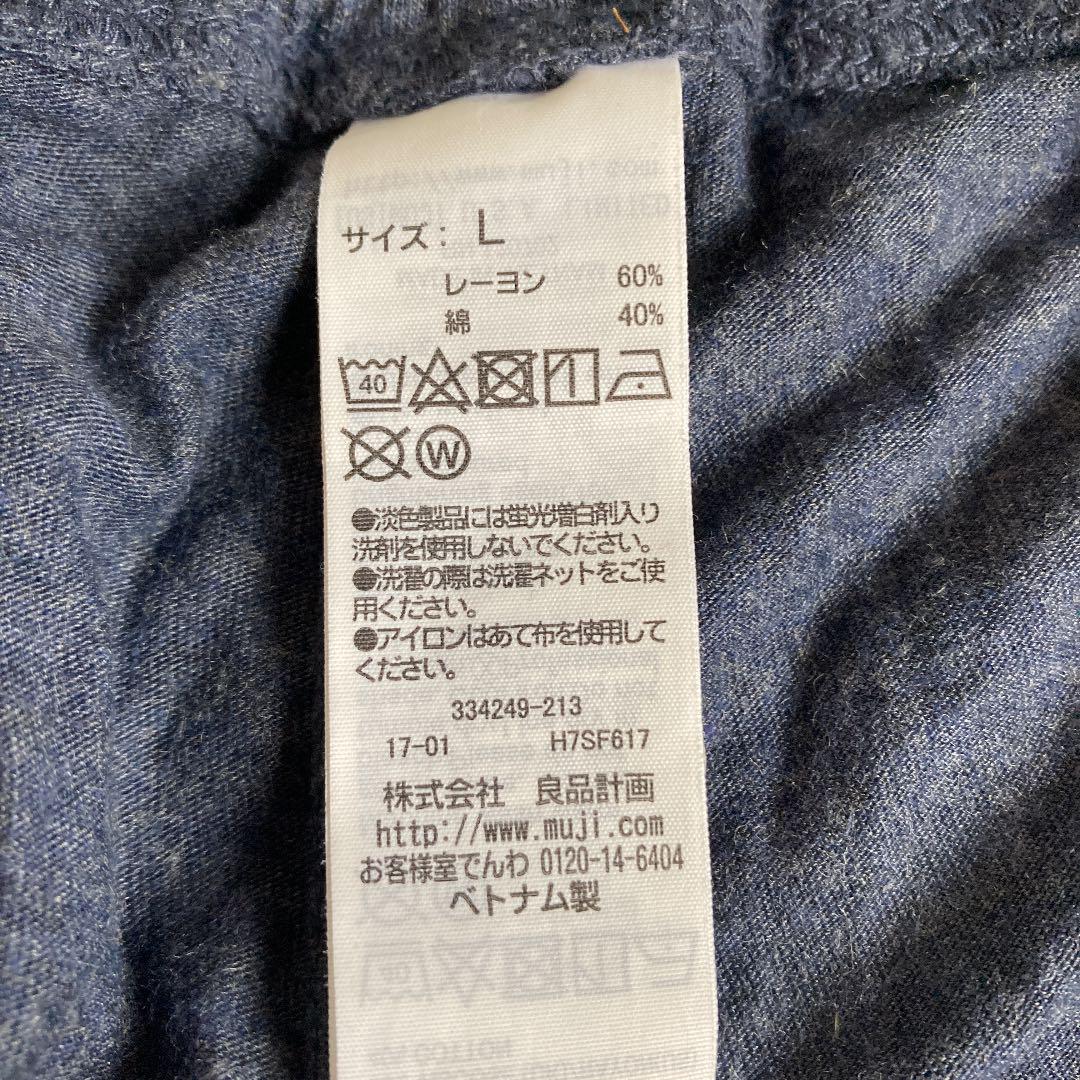 サイズ: L
レーヨン 60%
綿 40%
40
W
●淡色製品には蛍光増白剤入り
洗剤を使用しないでください。
●洗濯の際は洗濯ネットをご使
用ください。
●アイロンはあて布を使用して
ください。
334249-213
17-01 H7SF617
株式会社 良品計画
http://www.muji.com
お客様室でんわ 0120-14-6404
ベトナム製